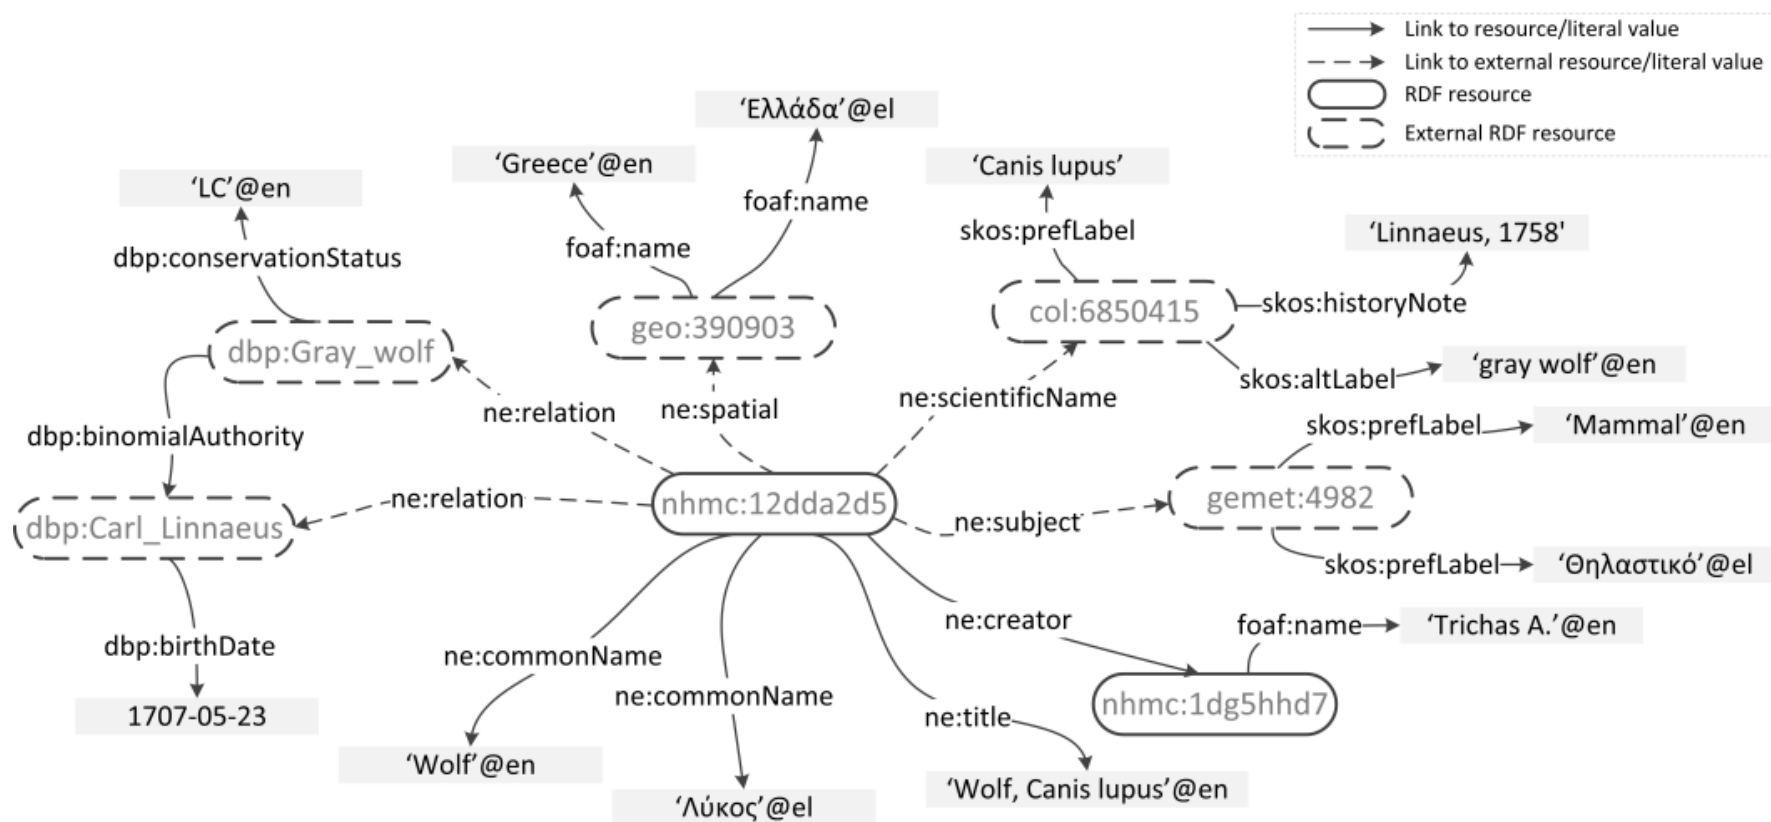 Link to resource/literal value
Link to external resource/literal value
RDF resource
External RDF resource
‘Ελλάδα’@el
‘Greece’@en
‘Canis lupus’
‘LC’@en
foaf:name
skos:prefLabel
‘Linnaeus, 1758'
foaf:name
dbp:conservationStatus
skos:historyNote
geo:390903
col:6850415
dbp:Gray_wolf
‘gray wolf’@en
skos:altLabel
ne:relation
ne:spatial
ne:scientificName
skos:prefLabel
‘Mammal’@en
dbp:binomialAuthority
ne:relation
nhmc:12dda2d5
gemet:4982
dbp:Carl_Linnaeus
ne:subject
skos:prefLabel
‘Θηλαστικό’@el
ne:creator
foaf:name
‘Trichas A.’@en
dbp:birthDate
ne:commonName
ne:commonName
nhmc:1dg5hhd7
1707-05-23
ne:title
‘Wolf’@en
‘Wolf, Canis lupus’@en
‘Λύκος’@el